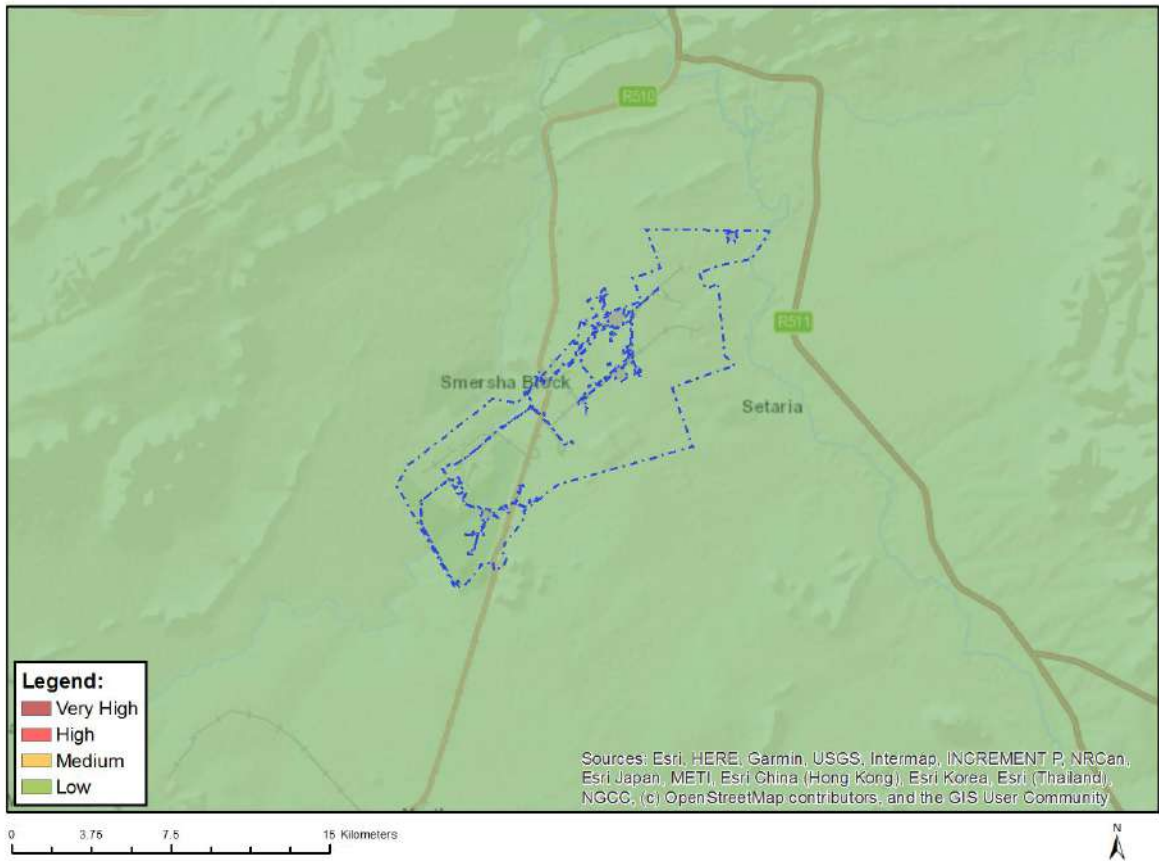 R510
R511
Smersha Block
Setaria
Legend:
Very High
High
Medium
Low
Sources: Esri, HERE, Garmin, USGS, Intermap, INCREMENT P, NRCan,
Esri Japan, METI, Esri China (Hong Kong), Esri Korea, Esri (Thailand),
NGCC, (c) OpenStreetMap contributors, and the GIS User Community
0 3.75 7.5 15 Kilometers
N